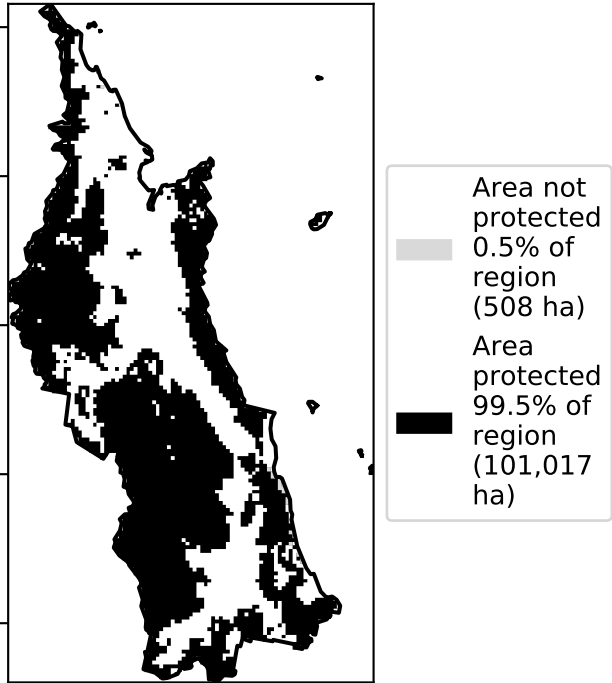 Area not
protected
0.5% of
region
(508 ha)
Area
protected
99.5% of
region
(101,017
ha)